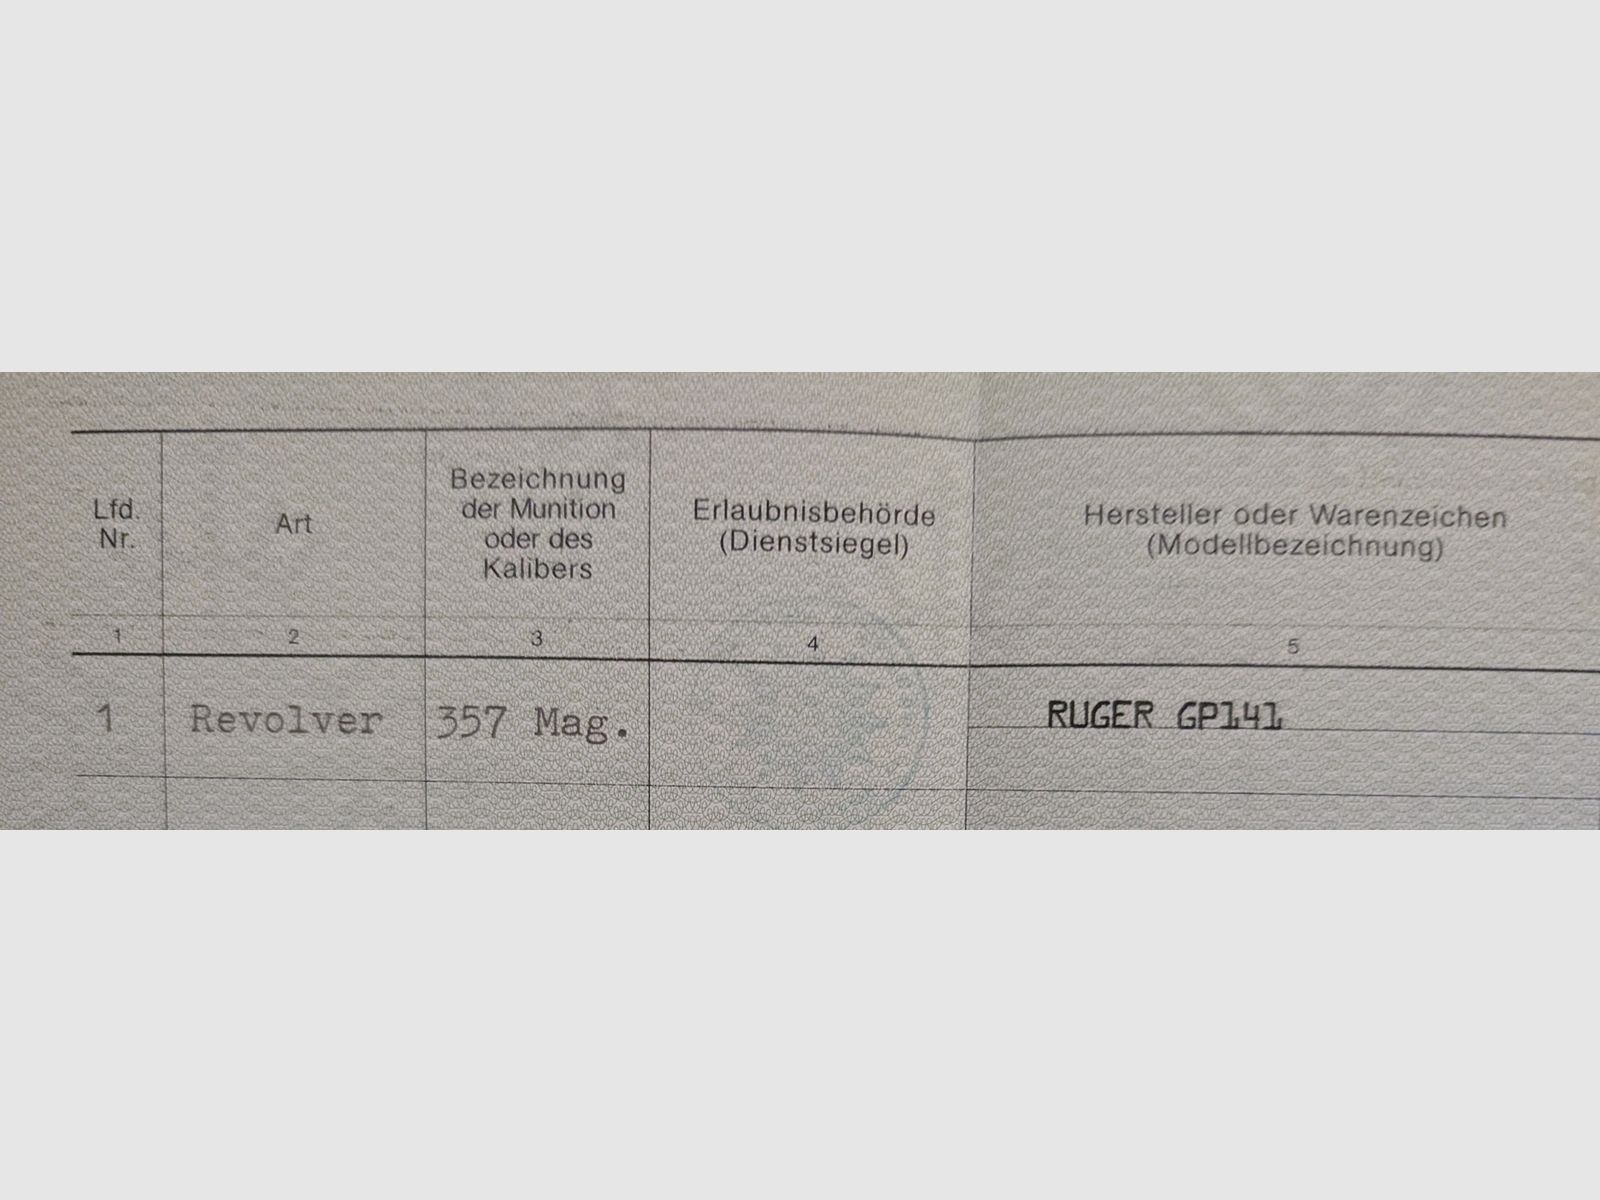 Lfd.
Nr.
Art
Bezeichnung
der Munition
oder des
Kalibers
Erlaubnisbehörde
(Dienstsiegel)
Hersteller oder Warenzeichen
(Modellbezeichnung)
1 2 3 4 5
1 Revolver 357 Mag. RUGER GP141